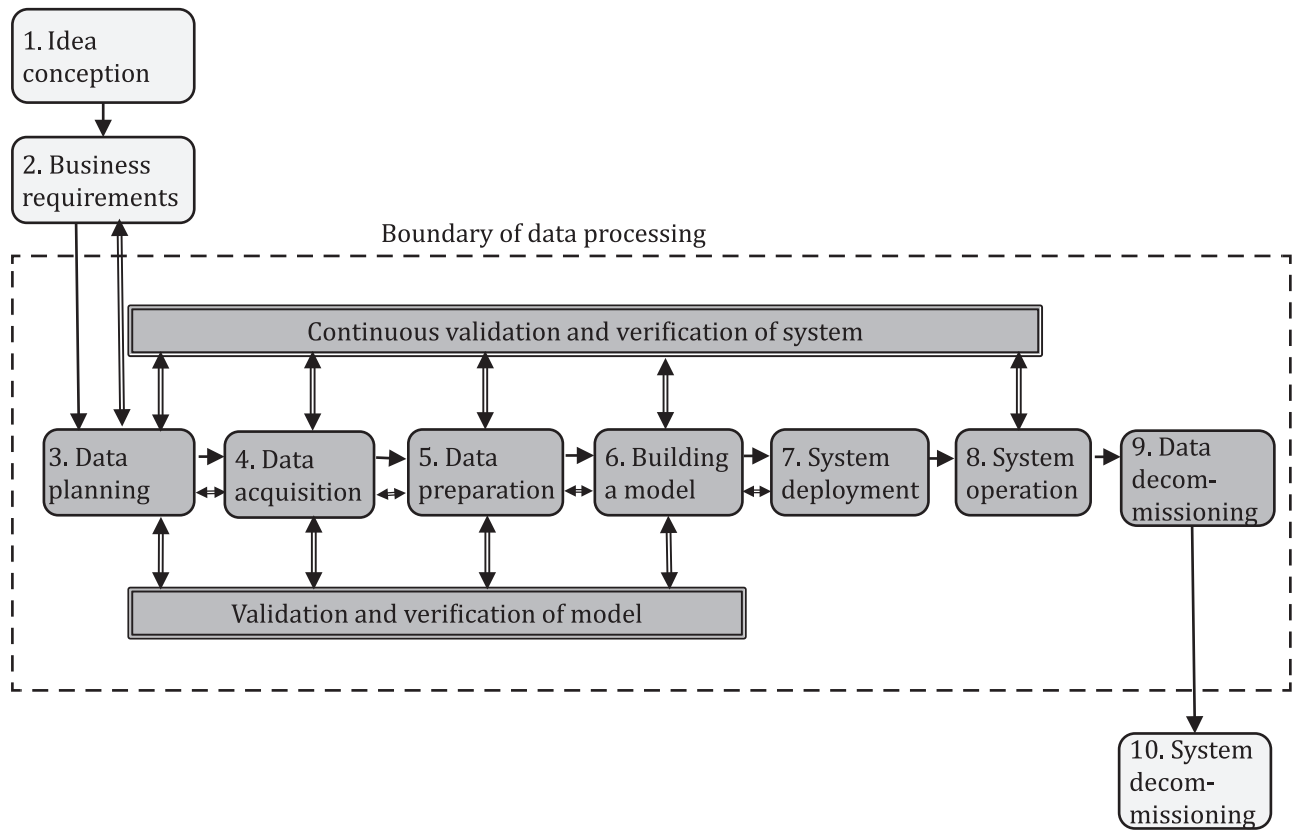 1. Idea
conception
2. Business
requirements
Boundary of data processing
Continuous validation and verification of system
3. Data
planning
4. Data
acquisition
5. Data
preparation
6. Building
a model
7. System
deployment
8. System
operation
9. Data
decom-
missioning
Validation and verification of model
10. System
decom-
missioning